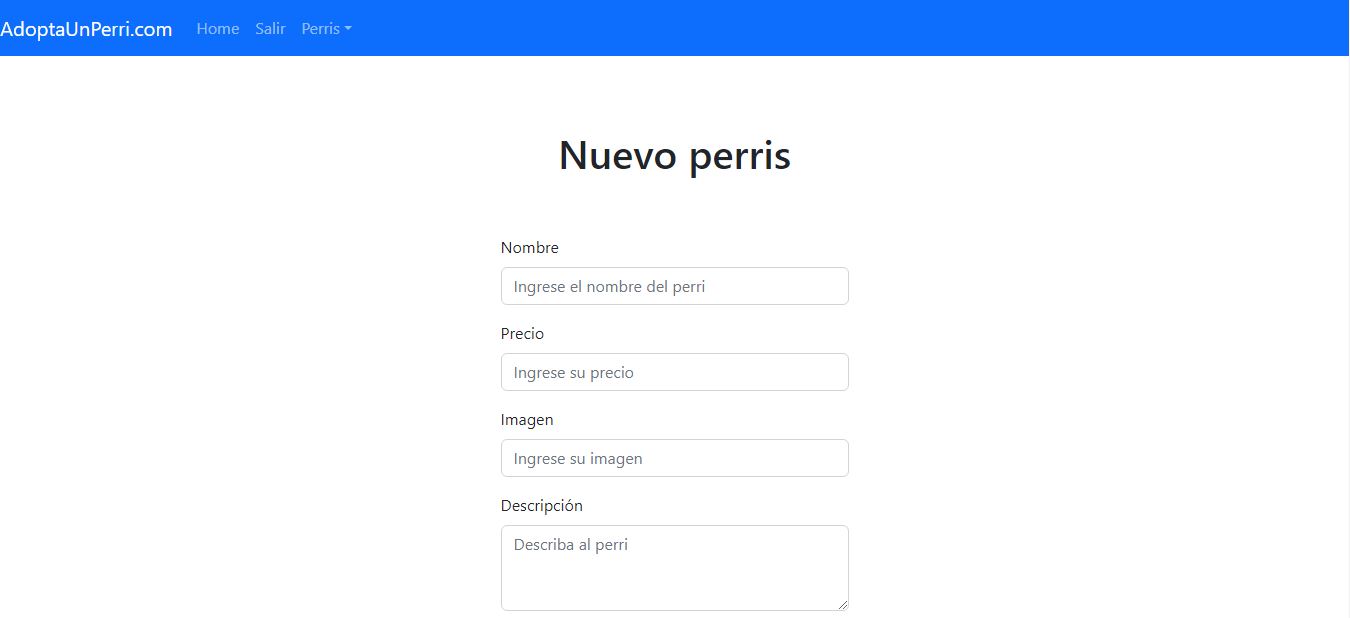 AdoptaUnPerri.com Home Salir Perris
Nuevo perris
Nombre
Ingrese el nombre del perri
Precio
Ingrese su precio
Imagen
Ingrese su imagen
Descripción
Describa al perri